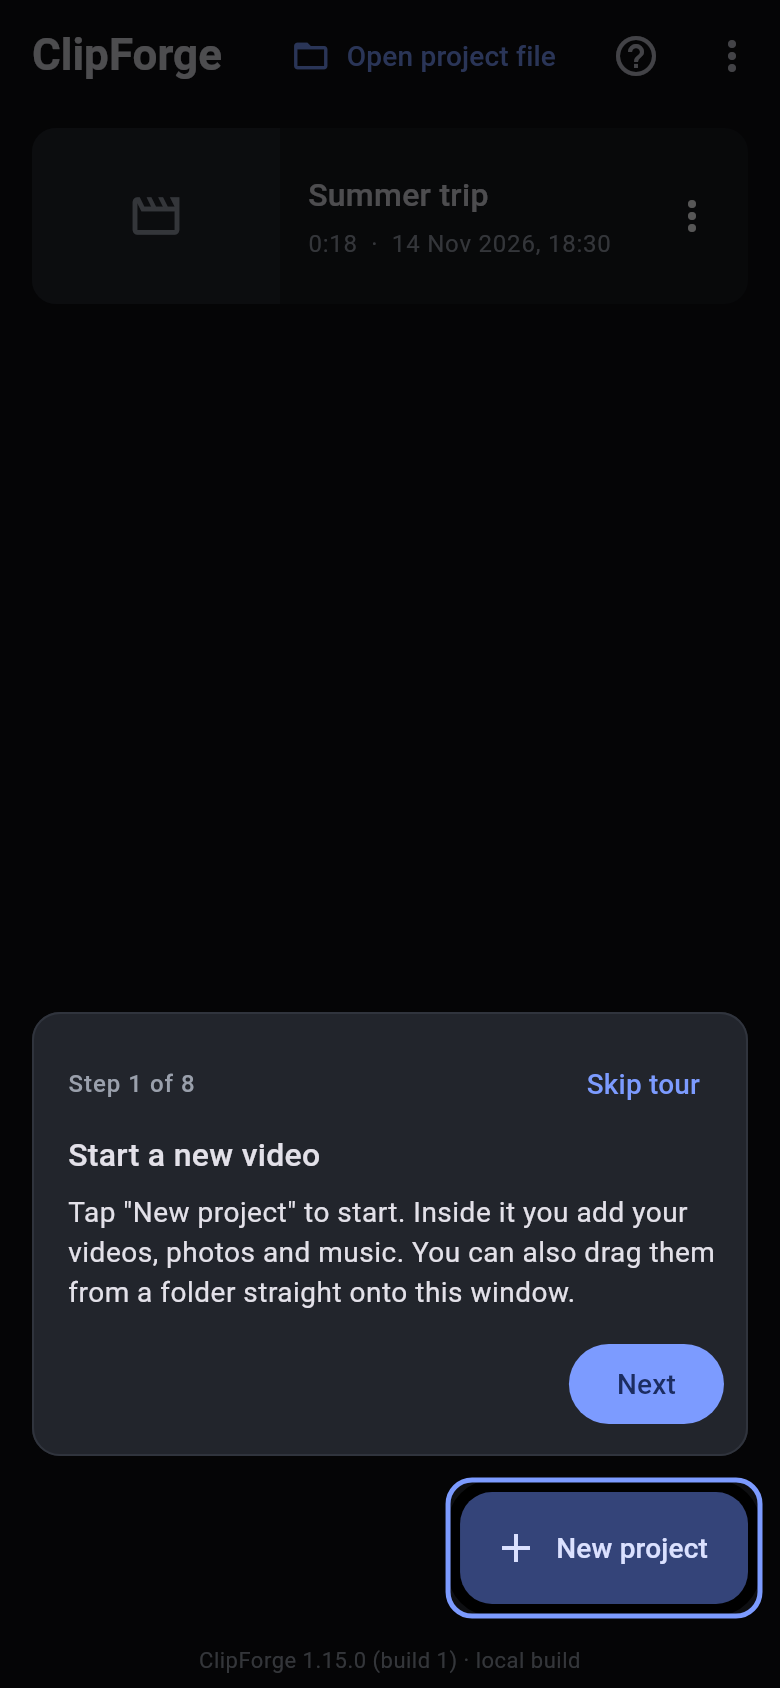 ClipForge
Open project file
Summer trip
0:18 · 14 Nov 2026, 18:30
Step 1 of 8
Skip tour
Start a new video
Tap "New project" to start. Inside it you add your
videos, photos and music. You can also drag them
from a folder straight onto this window.
Next
New project
ClipForge 1.15.0 (build 1) · local build